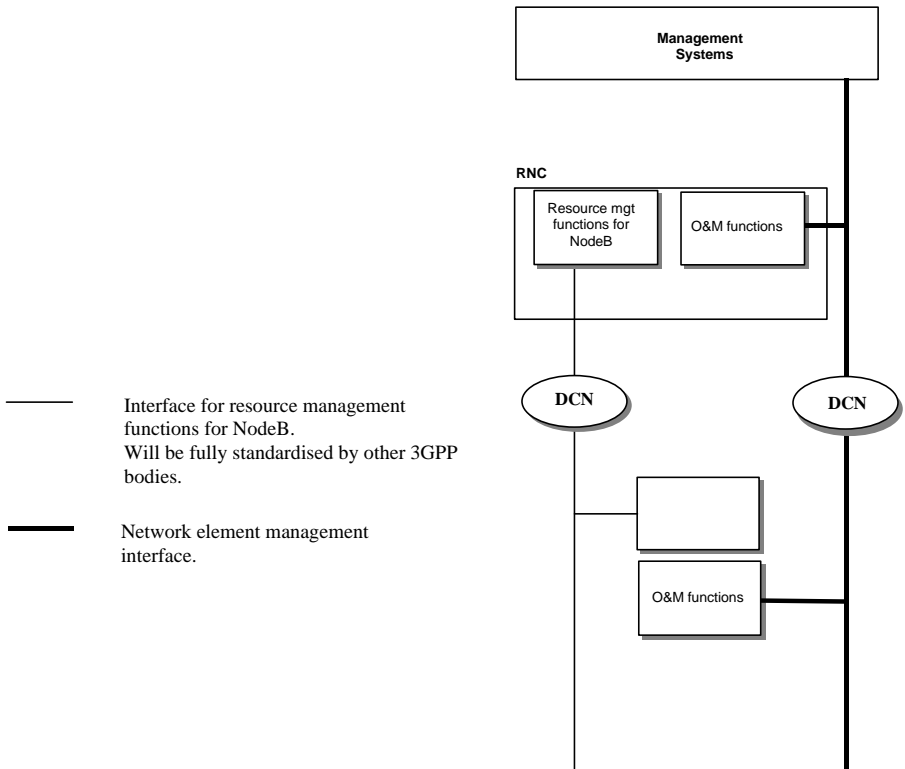 Management
Systems
RNC
Resource mgt
functions for
NodeB
O&M functions
DCN
DCN
Interface for resource management
functions for NodeB.
Will be fully standardised by other 3GPP
bodies.
Network element management
interface.
O&M functions